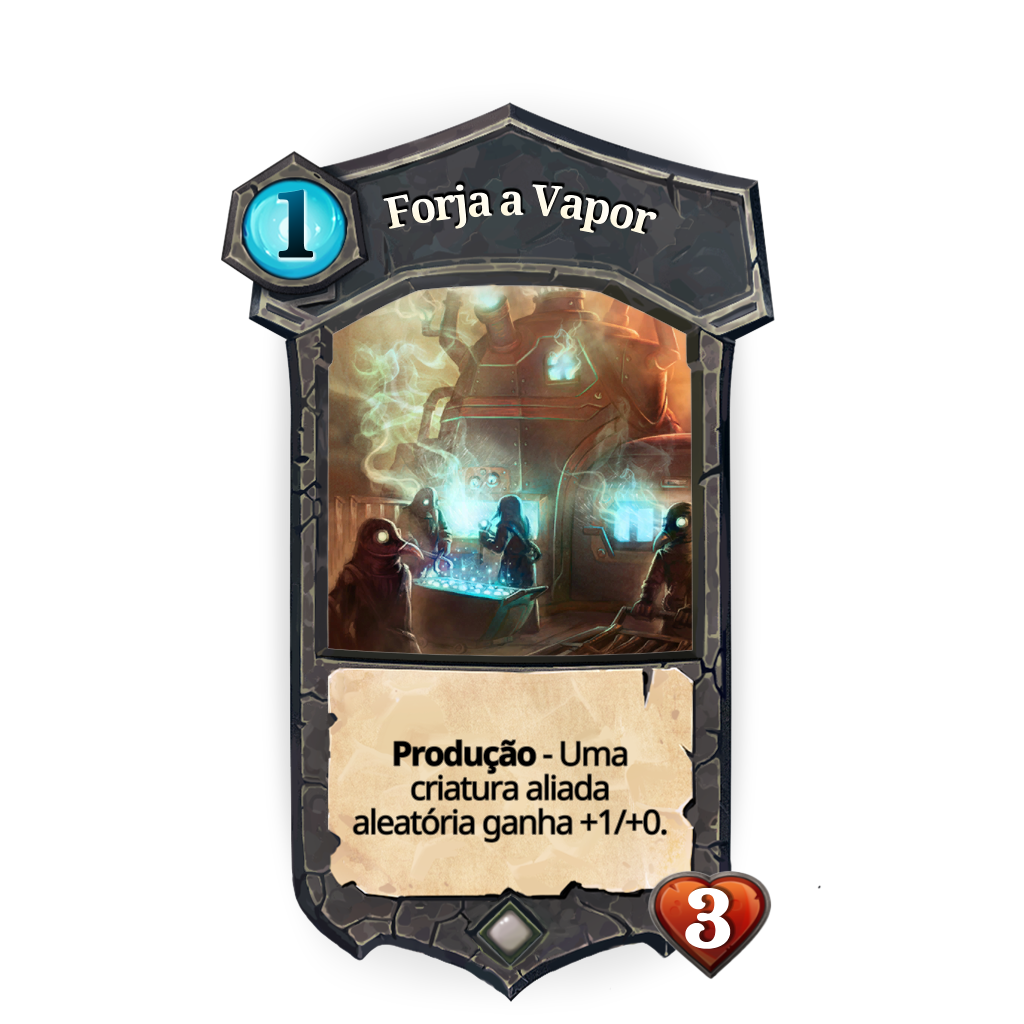 1
Forja a Vapor
Produção - Uma
criatura aliada
aleatória ganha +1/+0.
3